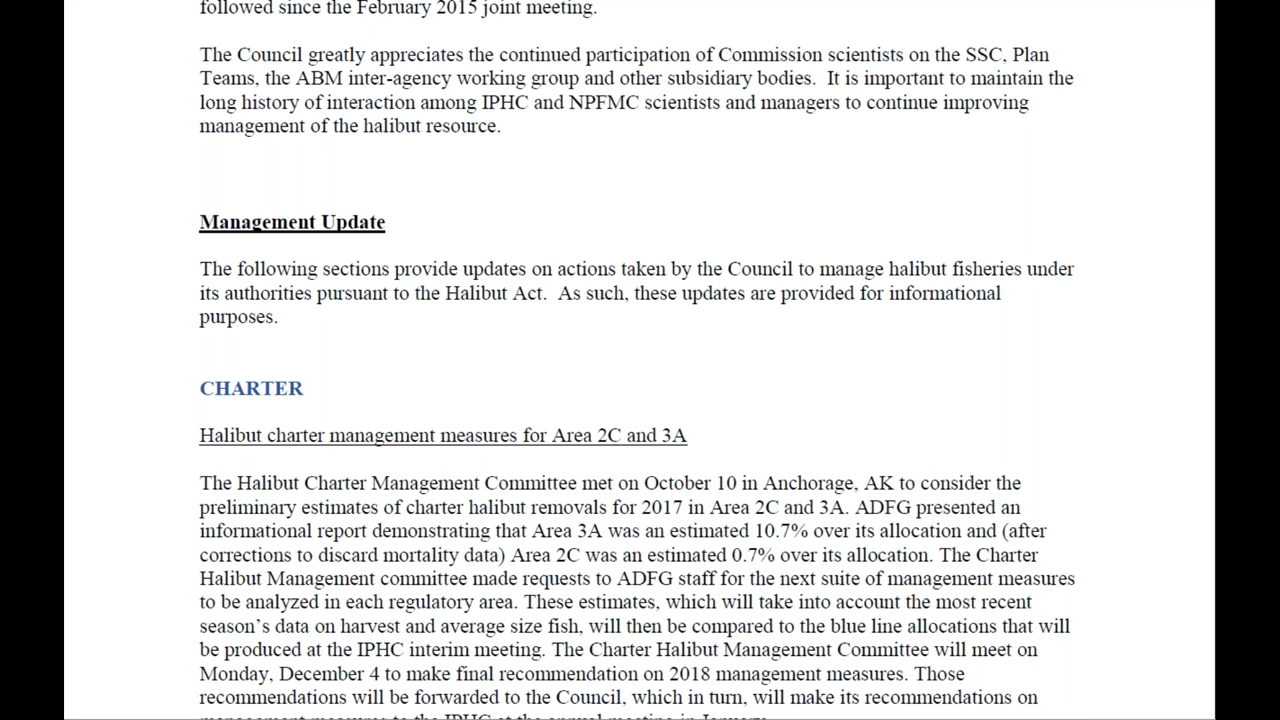 followed since the February 2015 joint meeting.
The Council greatly appreciates the continued participation of Commission scientists on the SSC, Plan
Teams, the ABM inter-agency working group and other subsidiary bodies.  It is important to maintain the
long history of interaction among IPHC and NPFMC scientists and managers to continue improving
management of the halibut resource.
Management Update
The following sections provide updates on actions taken by the Council to manage halibut fisheries under
its authorities pursuant to the Halibut Act.  As such, these updates are provided for informational
purposes.
CHARTER
Halibut charter management measures for Area 2C and 3A
The Halibut Charter Management Committee met on October 10 in Anchorage, AK to consider the
preliminary estimates of charter halibut removals for 2017 in Area 2C and 3A. ADFG presented an
informational report demonstrating that Area 3A was an estimated 10.7% over its allocation and (after
corrections to discard mortality data) Area 2C was an estimated 0.7% over its allocation. The Charter
Halibut Management committee made requests to ADFG staff for the next suite of management measures
to be analyzed in each regulatory area. These estimates, which will take into account the most recent
season's data on harvest and average size fish, will then be compared to the blue line allocations that will
be produced at the IPHC interim meeting. The Charter Halibut Management Committee will meet on
Monday, December 4 to make final recommendation on 2018 management measures. Those
recommendations will be forwarded to the Council, which in turn, will make its recommendations on